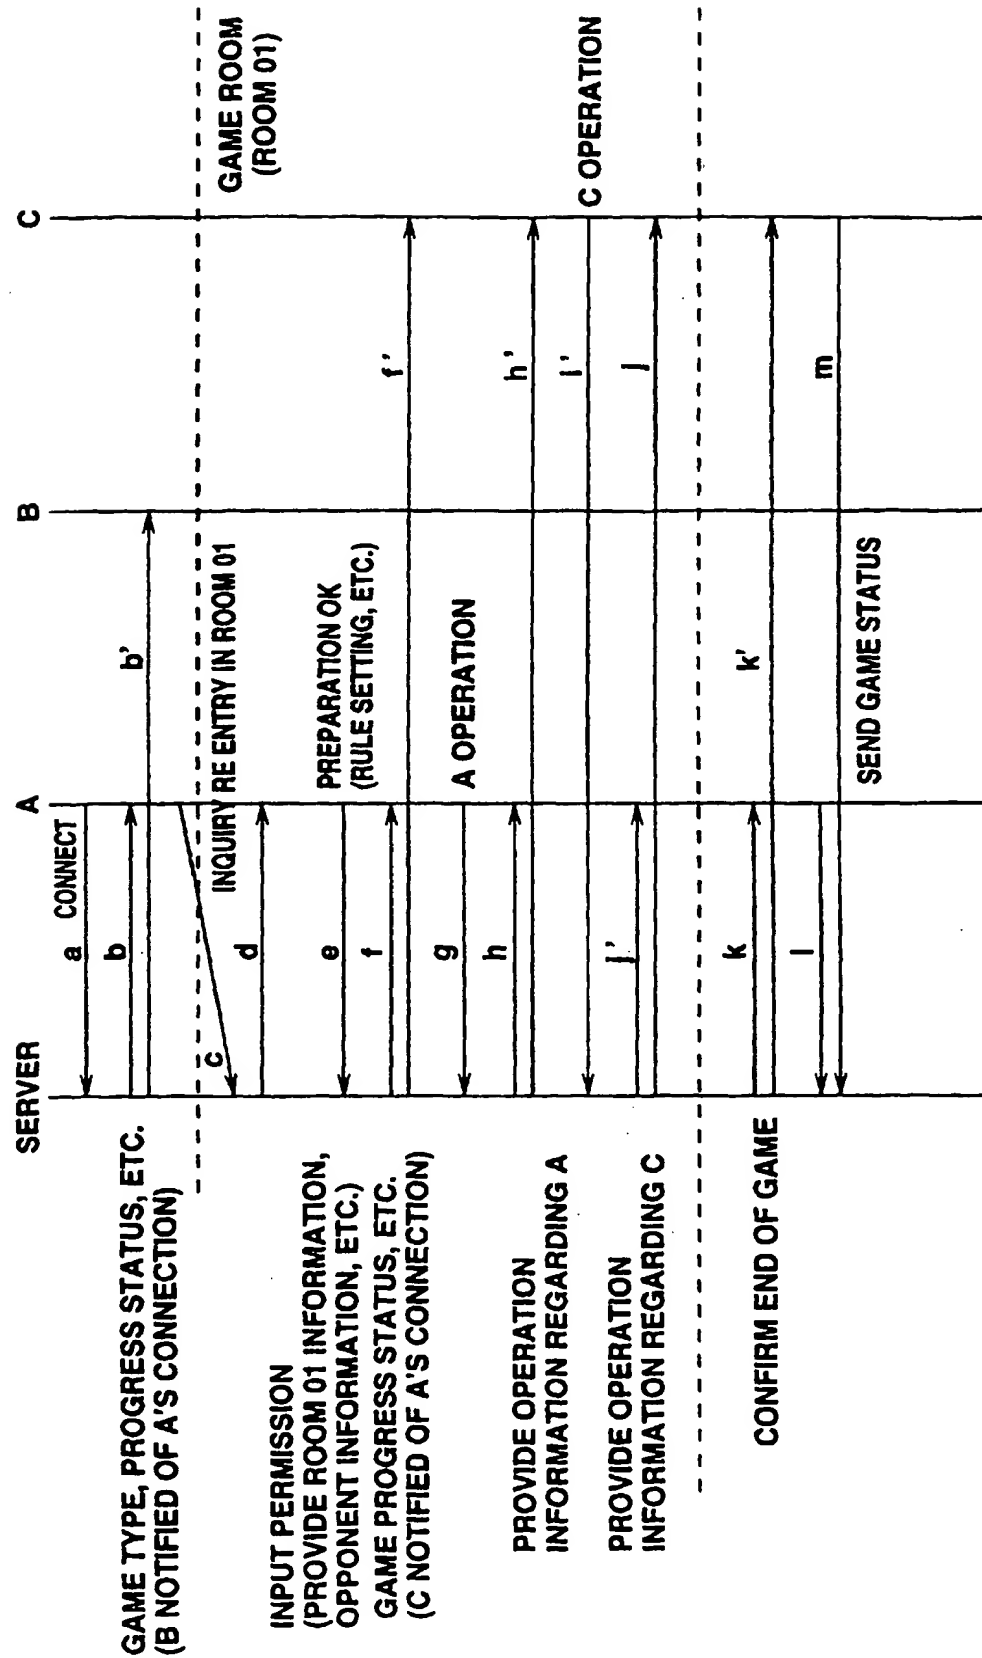 SERVER
A
B
C
GAME TYPE, PROGRESS STATUS, ETC.
(B NOTIFIED OF A'S CONNECTION)
a
CONNECT
b
b'
c
INQUIRY RE ENTRY IN ROOM 01
GAME ROOM
(ROOM 01)
INPUT PERMISSION
(PROVIDE ROOM 01 INFORMATION,
OPPONENT INFORMATION, ETC.)
d
PREPARATION OK
(RULE SETTING, ETC.)
e
GAME PROGRESS STATUS, ETC.
(C NOTIFIED OF A'S CONNECTION)
f
f'
g
A OPERATION
PROVIDE OPERATION
INFORMATION REGARDING A
h
h'
i'
C OPERATION
PROVIDE OPERATION
INFORMATION REGARDING C
j'
j
CONFIRM END OF GAME
k
k'
l
m
SEND GAME STATUS